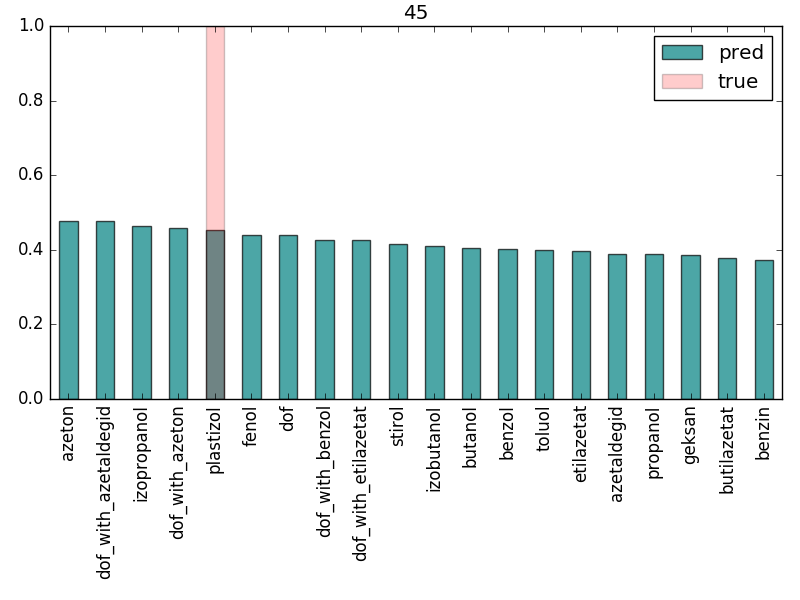 45
1.0
0.8
0.6
0.4
0.2
0.0
pred
true
azeton
dof_with_azetaldegid
izopropanol
dof_with_azeton
plastizol
fenol
dof
dof_with_benzol
dof_with_etilazetat
stirol
izobutanol
butanol
benzol
toluol
etilazetat
azetaldegid
propanol
geksan
butilazetat
benzin